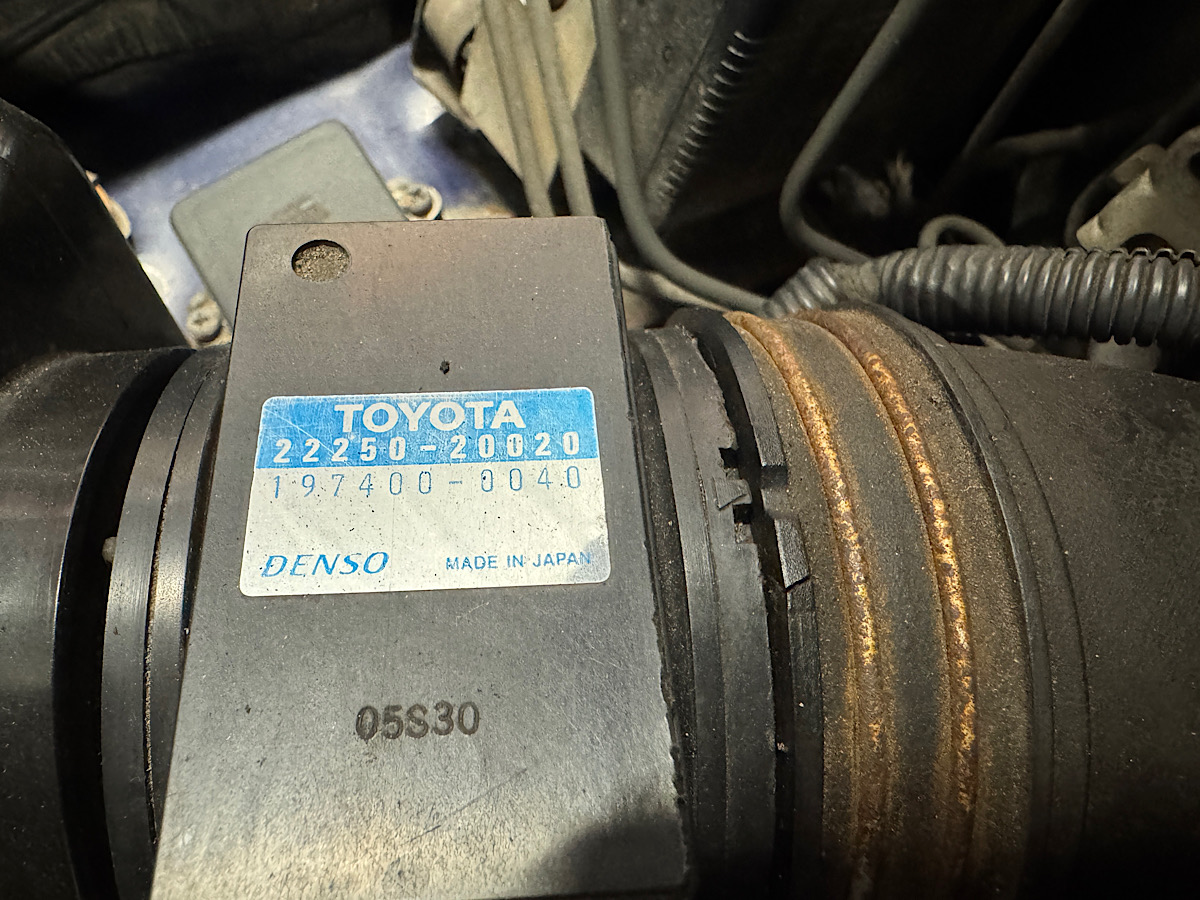 TOYOTA
22250-20020
197400-0040
DENSO MADE IN JAPAN
05S30